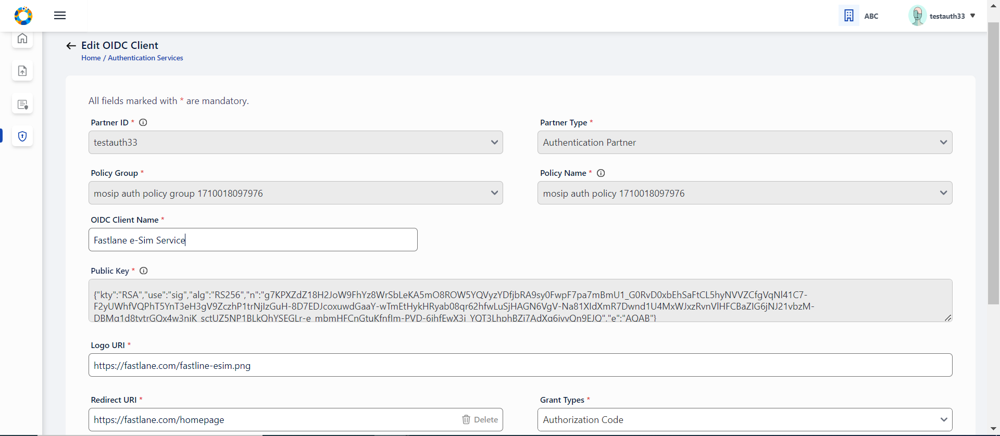 ABC
testauth33
Edit OIDC Client
Home / Authentication Services
All fields marked with * are mandatory.
Partner ID *
Partner Type *
testauth33
Authentication Partner
Policy Group *
Policy Name *
mosip auth policy group 1710018097976
mosip auth policy 1710018097976
OIDC Client Name *
Fastlane e-Sim Service
Public Key *
{"kty":"RSA","use":"sig","alg":"RS256","n":"g7KPXZdZ18H2JoW9FhYz8WrSbLeKA5mO8ROW5YQVyzYDfjbRA9sy0FwpF7pa7mBmU1_G0RvD0xbEhSaFtCL5hyNVVZCfgVqNl41C7-
F2yUWhfVQPhT5YnT3eH3gV9ZczhP1trNjIzGuH-8D7EDJcoxuwdGaaY-wTmEtHykHRyab08qr62hfwLuSjHAGN6VgV-Na81XIdXmR7Dwnd1U4MxWJxzRvnVlHFCBaZIG6jNJ21vbzM-
DBMq1d8tvtrGQx4w3njK_sctUZ5NP1BLkQhYSEGLr-e_mbmHFCnGtuKfnfIm-PVD-6ihfEwX3i_YQT3LhphBZi7AdXq6ivvQn9EJQ","e":"AQAB"}
Logo URI *
https://fastlane.com/fastline-esim.png
Redirect URI *
Grant Types *
https://fastlane.com/homepage
Delete
Authorization Code